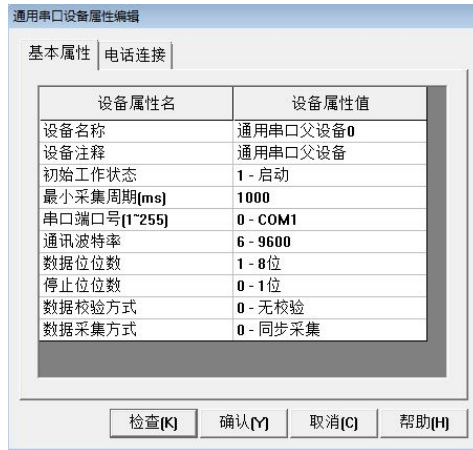 通用串口设备属性编辑
基本属性 电话连接
设备属性名 设备属性值
设备名称 通用串口父设备0
设备注释 通用串口父设备
初始工作状态 1 - 启动
最小采集周期(ms) 1000
串口端口号(1~255) 0 - COM1
通讯波特率 6 - 9600
数据位位数 1 - 8位
停止位位数 0 - 1位
数据校验方式 0 - 无校验
数据采集方式 0 - 同步采集
检查(K) 确认(Y) 取消(C) 帮助(H)